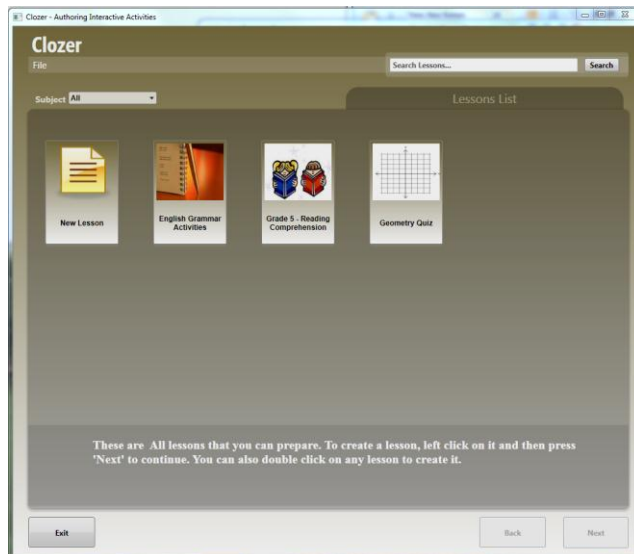 Clozer - Authoring Interactive Activities
Clozer
File
Search Lessons...
Search
Subject
All
Lessons List
New Lesson
English Grammar
Activities
Grade 5 - Reading
Comprehension
Geometry Quiz
These are  All lessons that you can prepare. To create a lesson, left click on it and then press
'Next' to continue. You can also double click on any lesson to create it.
Exit
Back
Next